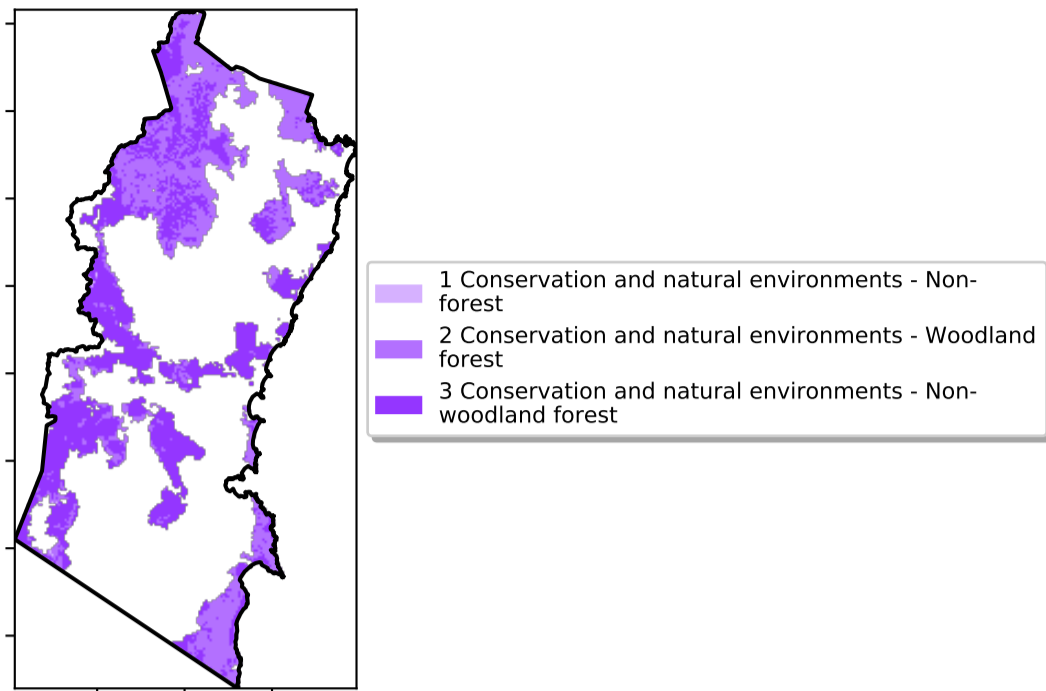 1 Conservation and natural environments - Non-
forest
2 Conservation and natural environments - Woodland
forest
3 Conservation and natural environments - Non-
woodland forest